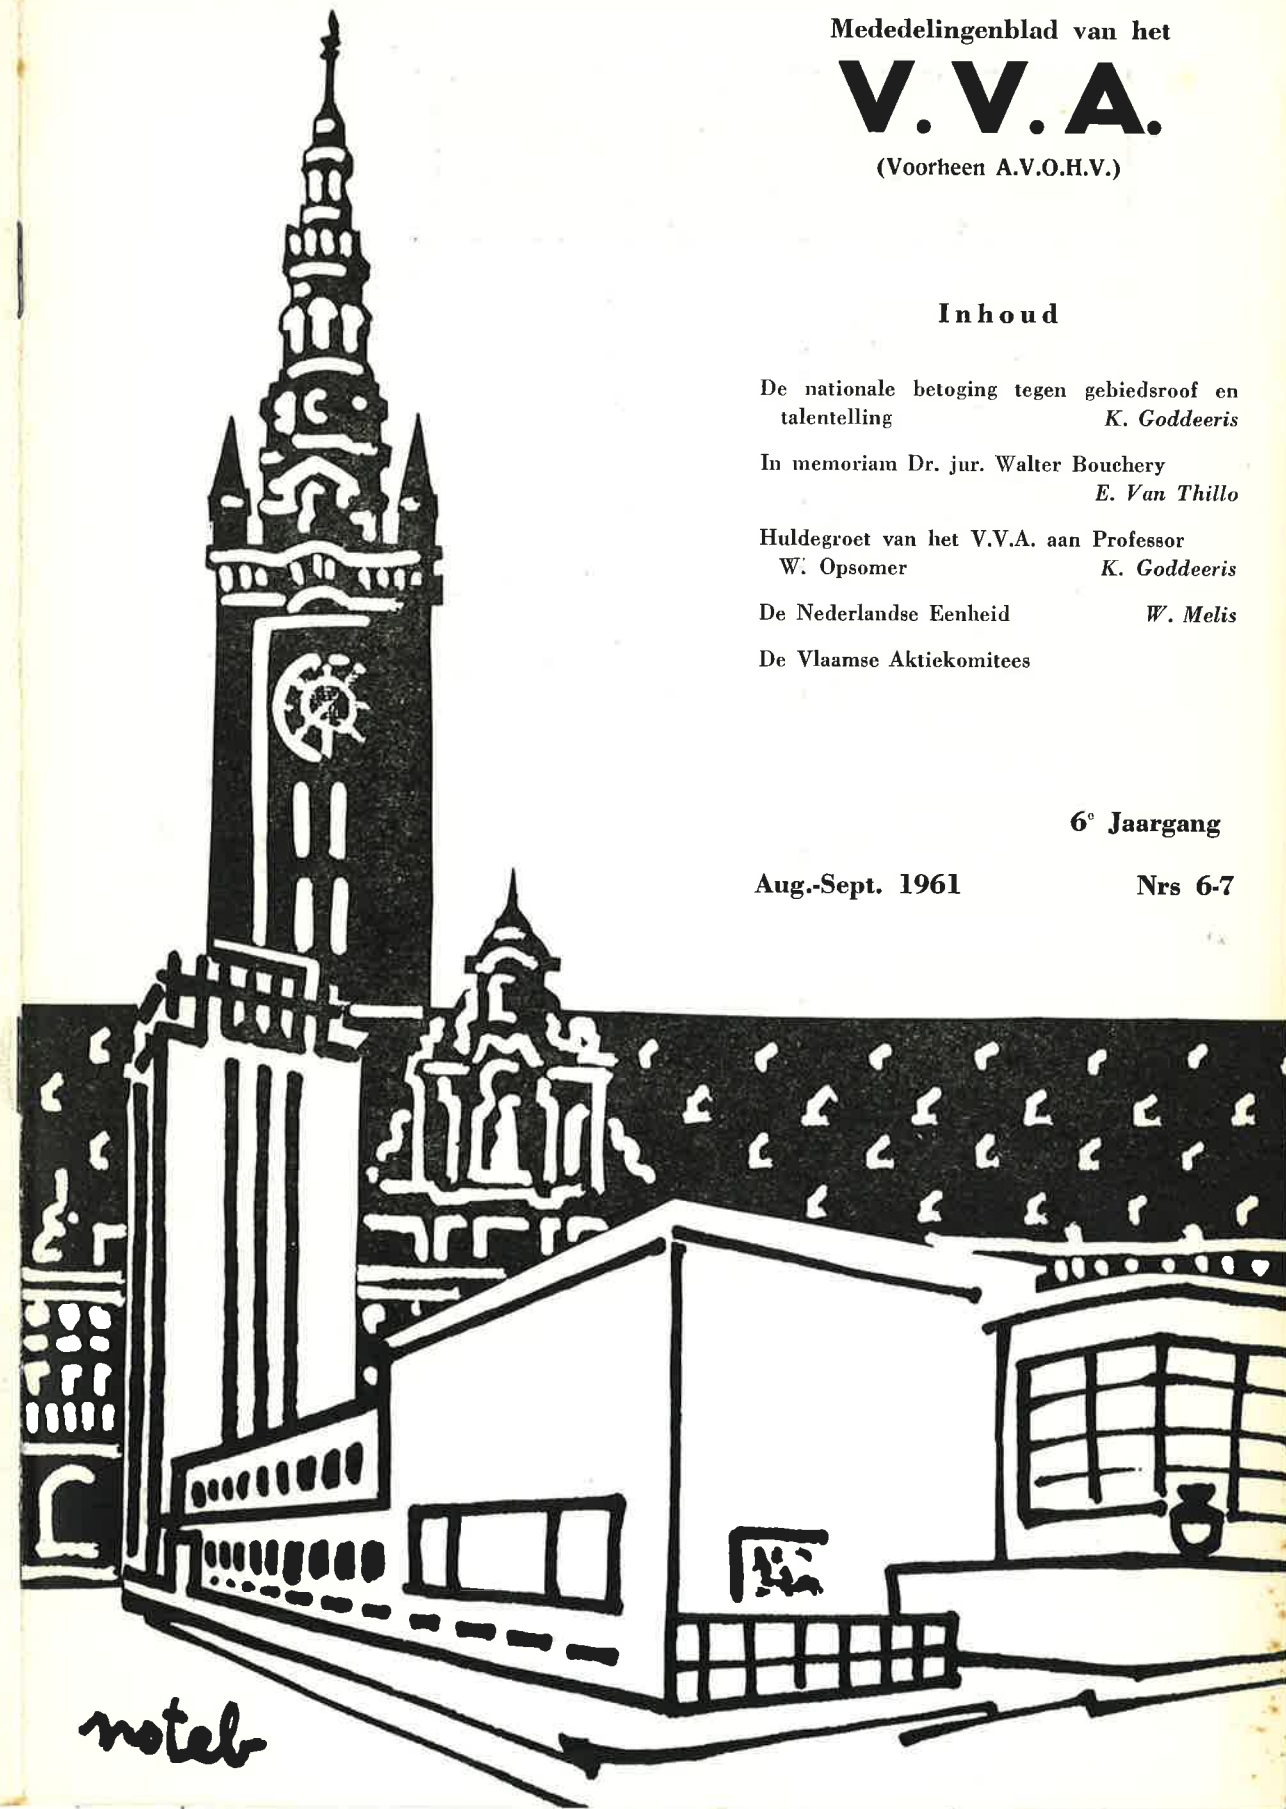 Mededelingenblad van het
V. V. A.
(Voorheen A.V.O.H.V.)
Inhoud
De nationale betoging tegen gebiedsroof en
talentelling K. Goddeeris
In memoriam Dr. jur. Walter Bouchery
E. Van Thillo
Huldegroet van het V.V.A. aan Professor
W. Opsomer K. Goddeeris
De Nederlandse Eenheid W. Melis
De Vlaamse Aktiekomitees
6e Jaargang
Aug.-Sept. 1961 Nrs 6-7
noteb